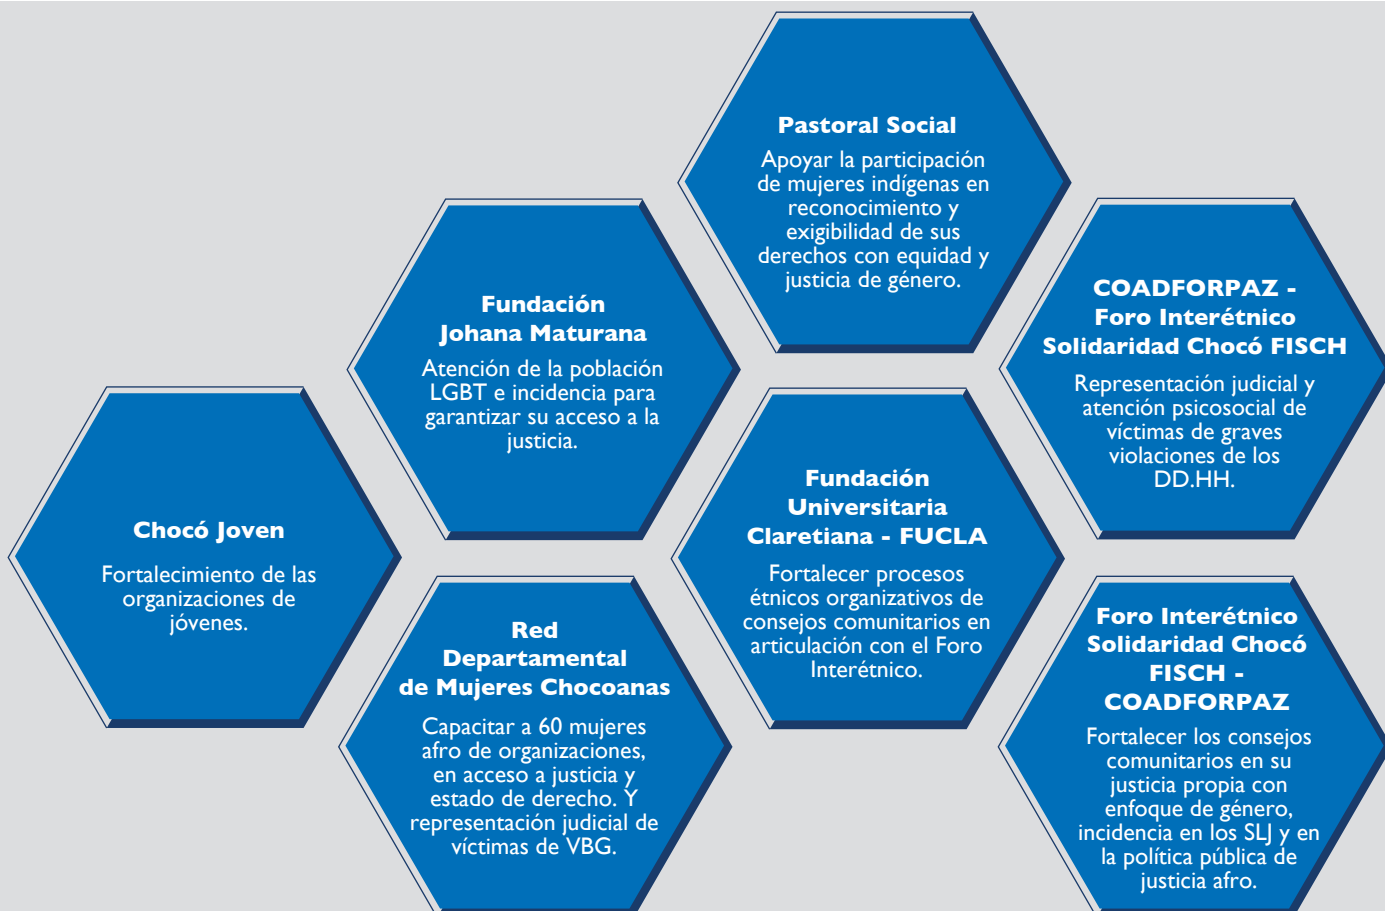 Pastoral Social
Apoyar la participación
de mujeres indígenas en
reconocimiento y
exigibilidad de sus
derechos con equidad y
justicia de género.
Fundación
Johana Maturana
Atención de la población
LGBT e incidencia para
garantizar su acceso a la
justicia.
COADFORPAZ -
Foro Interétnico
Solidaridad Chocó FISCH
Representación judicial y
atención psicosocial de
víctimas de graves
violaciones de los
DD.HH.
Chocó Joven
Fortalecimiento de las
organizaciones de
jóvenes.
Fundación
Universitaria
Claretiana - FUCLA
Fortalecer procesos
étnicos organizativos de
consejos comunitarios en
articulación con el Foro
Interétnico.
Red
Departamental
de Mujeres Chocoanas
Capacitar a 60 mujeres
afro de organizaciones,
en acceso a justicia y
estado de derecho. Y
representación judicial de
víctimas de VBG.
Foro Interétnico
Solidaridad Chocó
FISCH -
COADFORPAZ
Fortalecer los consejos
comunitarios en su
justicia propia con
enfoque de género,
incidencia en los SLJ y en
la política pública de
justicia afro.